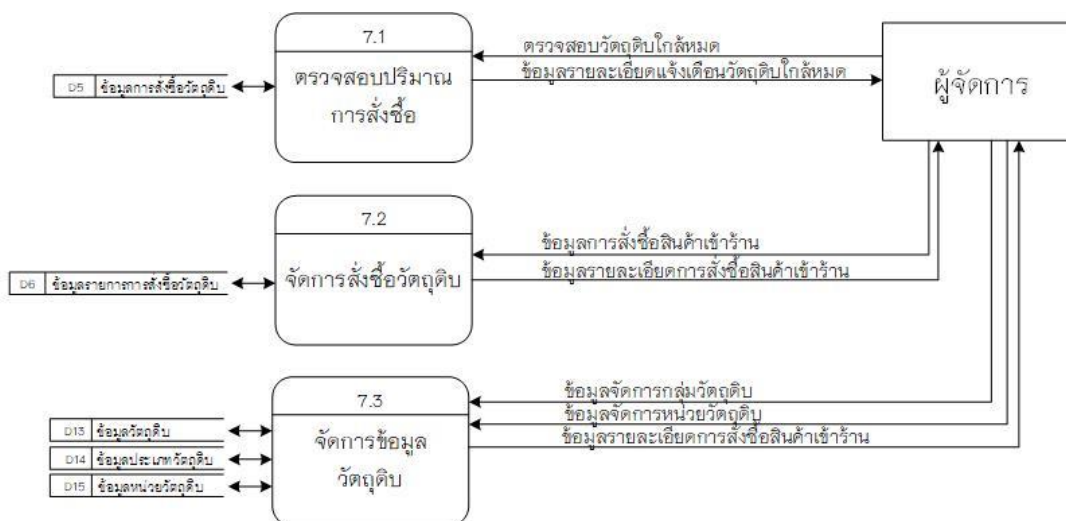 7.1
ตรวจสอบปริมาณ
การสั่งซื้อ
D5 ข้อมูลการสั่งซื้อวัตถุดิบ
ตรวจสอบวัตถุดิบใกล้หมด
ข้อมูลรายละเอียดแจ้งเตือนวัตถุดิบใกล้หมด
ผู้จัดการ
7.2
จัดการสั่งซื้อวัตถุดิบ
D6 ข้อมูลรายการการสั่งซื้อวัตถุดิบ
ข้อมูลการสั่งซื้อสินค้าเข้าร้าน
ข้อมูลรายละเอียดการสั่งซื้อสินค้าเข้าร้าน
7.3
จัดการข้อมูล
วัตถุดิบ
D13 ข้อมูลวัตถุดิบ
D14 ข้อมูลประเภทวัตถุดิบ
D15 ข้อมูลหน่วยวัตถุดิบ
ข้อมูลจัดการกลุ่มวัตถุดิบ
ข้อมูลจัดการหน่วยวัตถุดิบ
ข้อมูลรายละเอียดการสั่งซื้อสินค้าเข้าร้าน